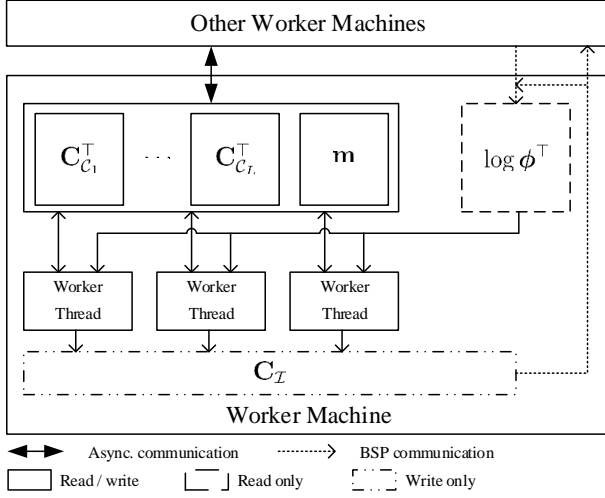 Other Worker Machines
C⊤𝒞₁ ··· C⊤𝒞L m log ϕ⊤
Worker Thread
Worker Thread
Worker Thread
Cℐ
Worker Machine
Async. communication
BSP communication
Read / write
Read only
Write only